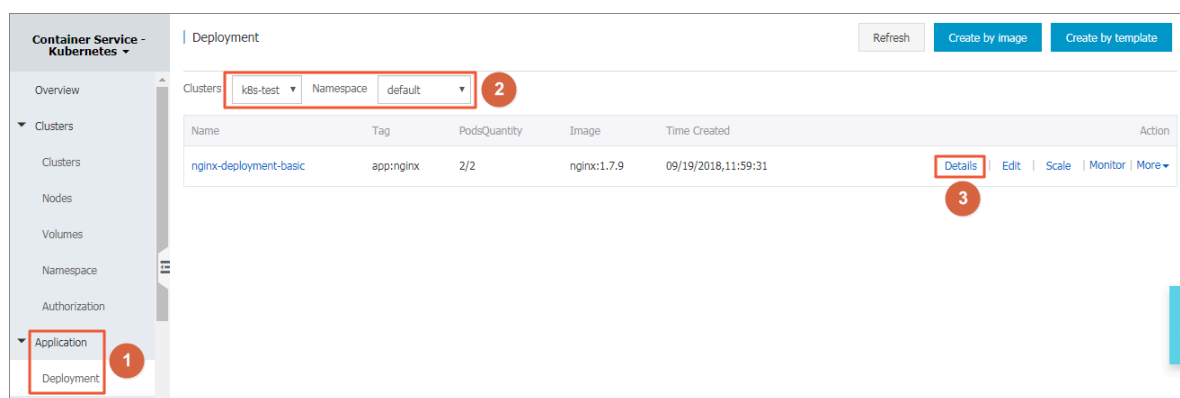 Container Service -
Kubernetes
Overview
Clusters
Clusters
Nodes
Volumes
Namespace
Authorization
Application
Deployment
1
Deployment
Refresh
Create by image
Create by template
Clusters k8s-test Namespace default 2
Name Tag PodsQuantity Image Time Created Action
nginx-deployment-basic app:nginx 2/2 nginx:1.7.9 09/19/2018,11:59:31 Details | Edit | Scale | Monitor | More
3